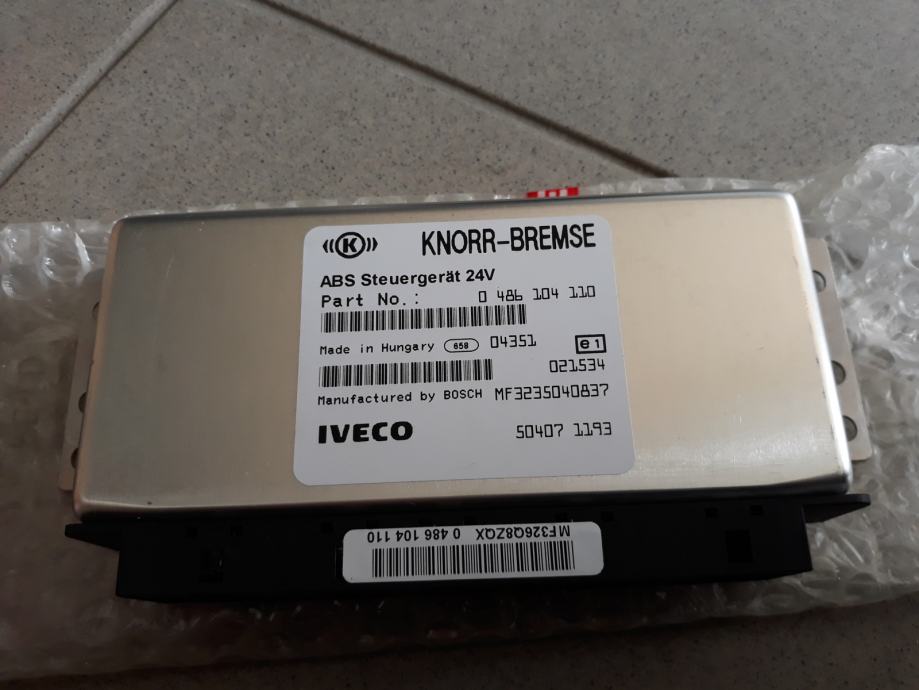 K KNORR-BREMSE
ABS Steuergerät 24V
Part No.: 0 486 104 110
Made in Hungary 658 04351 e1
021534
Manufactured by BOSCH MF3235040837
IVECO 50407 1193
MF326Q8ZQX 0 486 104 110